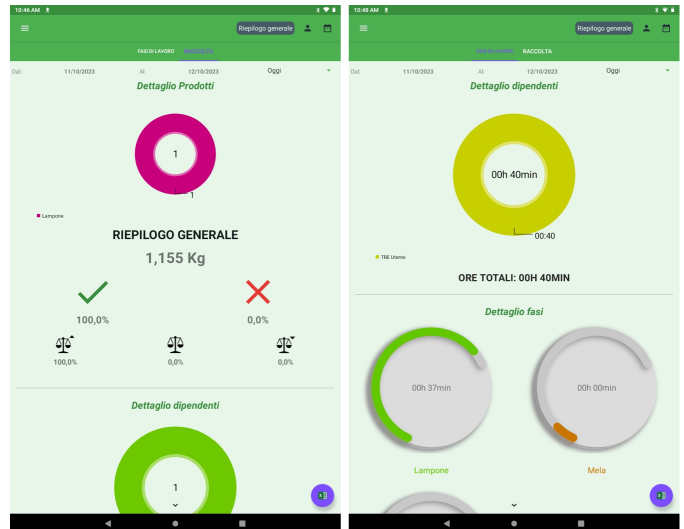 10:46 AM
Riepilogo generale
FASI DI LAVORO RACCOLTA
Dal: 11/10/2023 Al: 12/10/2023 Oggi
Dettaglio Prodotti
1
1
Lampone
RIEPILOGO GENERALE
1,155 Kg
100,0% 0,0%
100,0% 0,0% 0,0%
Dettaglio dipendenti
1
10:48 AM
Riepilogo generale
FASI DI LAVORO RACCOLTA
Dal: 11/10/2023 Al: 12/10/2023 Oggi
Dettaglio dipendenti
00h 40min
00:40
TRE Utente
ORE TOTALI: 00H 40MIN
Dettaglio fasi
00h 37min 00h 00min
Lampone Mela